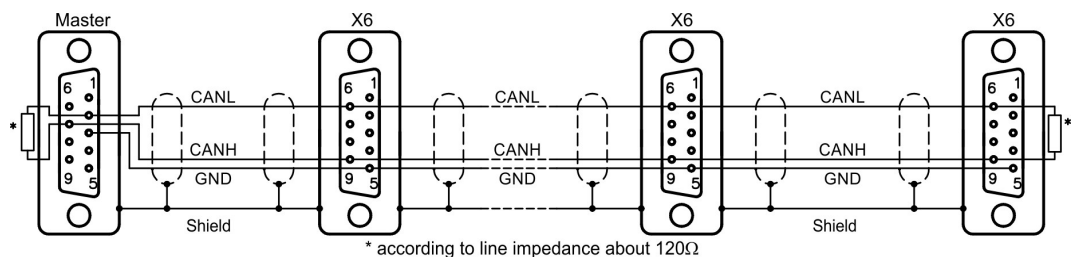 Master X6 X6 X6
6 1 6 1 6 1 6 1
CANL CANL CANL
* *
CANH CANH CANH
9 5 GND 9 5 GND 9 5 GND 9 5
Shield Shield
* according to line impedance about 120Ω